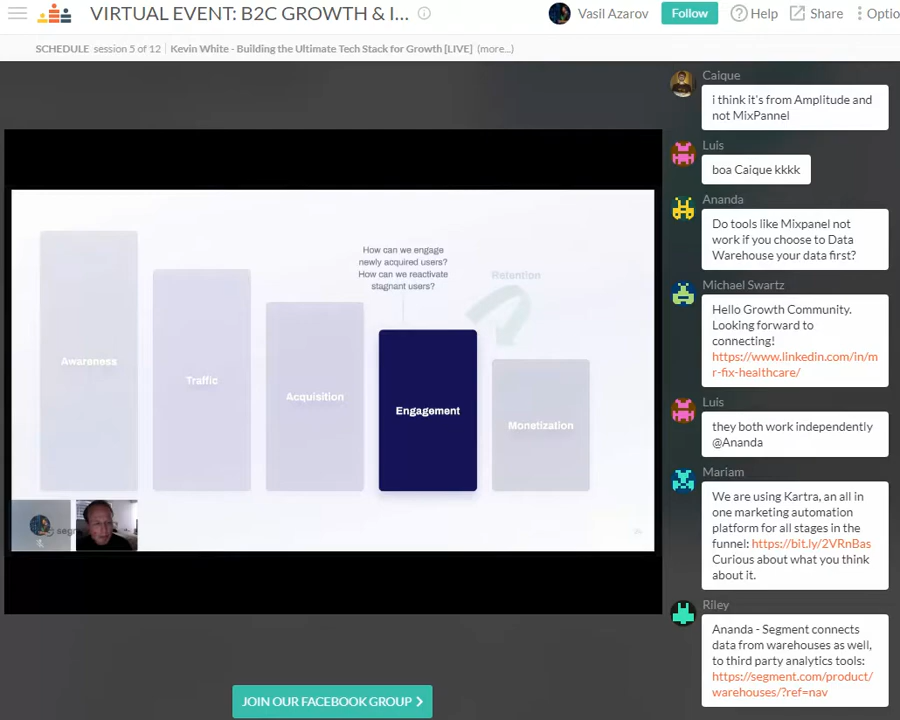 VIRTUAL EVENT: B2C GROWTH & I...
Vasil Azarov
Follow
Help
Share
Optio
SCHEDULE session 5 of 12 | Kevin White - Building the Ultimate Tech Stack for Growth [LIVE] (more...)
How can we engage
newly acquired users?
How can we reactivate
stagnant users?
Retention
Awareness
Traffic
Acquisition
Engagement
Monetization
Caique
i think it's from Amplitude and
not MixPannel
Luis
boa Caique kkkk
Ananda
Do tools like Mixpanel not
work if you choose to Data
Warehouse your data first?
Michael Swartz
Hello Growth Community.
Looking forward to
connecting!
https://www.linkedin.com/in/m
r-fix-healthcare/
Luis
they both work independently
@Ananda
Mariam
We are using Kartra, an all in
one marketing automation
platform for all stages in the
funnel: https://bit.ly/2VRnBas
Curious about what you think
about it.
Riley
Ananda - Segment connects
data from warehouses as well,
to third party analytics tools:
https://segment.com/product/
warehouses/?ref=nav
JOIN OUR FACEBOOK GROUP